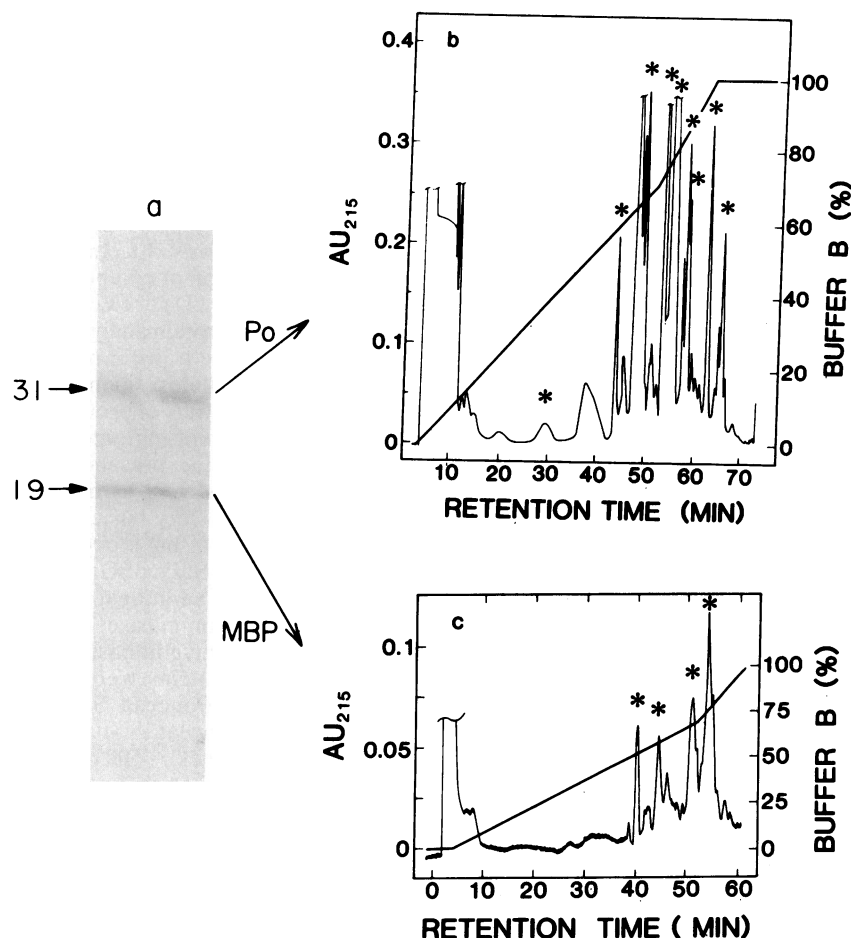 a
31
19
Po
MBP
b
0.4
0.3
0.2
0.1
0
AU215
* * * * * * * * *
100
80
60
40
20
0
BUFFER B (%)
10 20 30 40 50 60 70
RETENTION TIME (MIN)
c
0.1
0.05
0
AU215
* * * *
100
75
50
25
0
BUFFER B (%)
0 10 20 30 40 50 60
RETENTION TIME ( MIN)